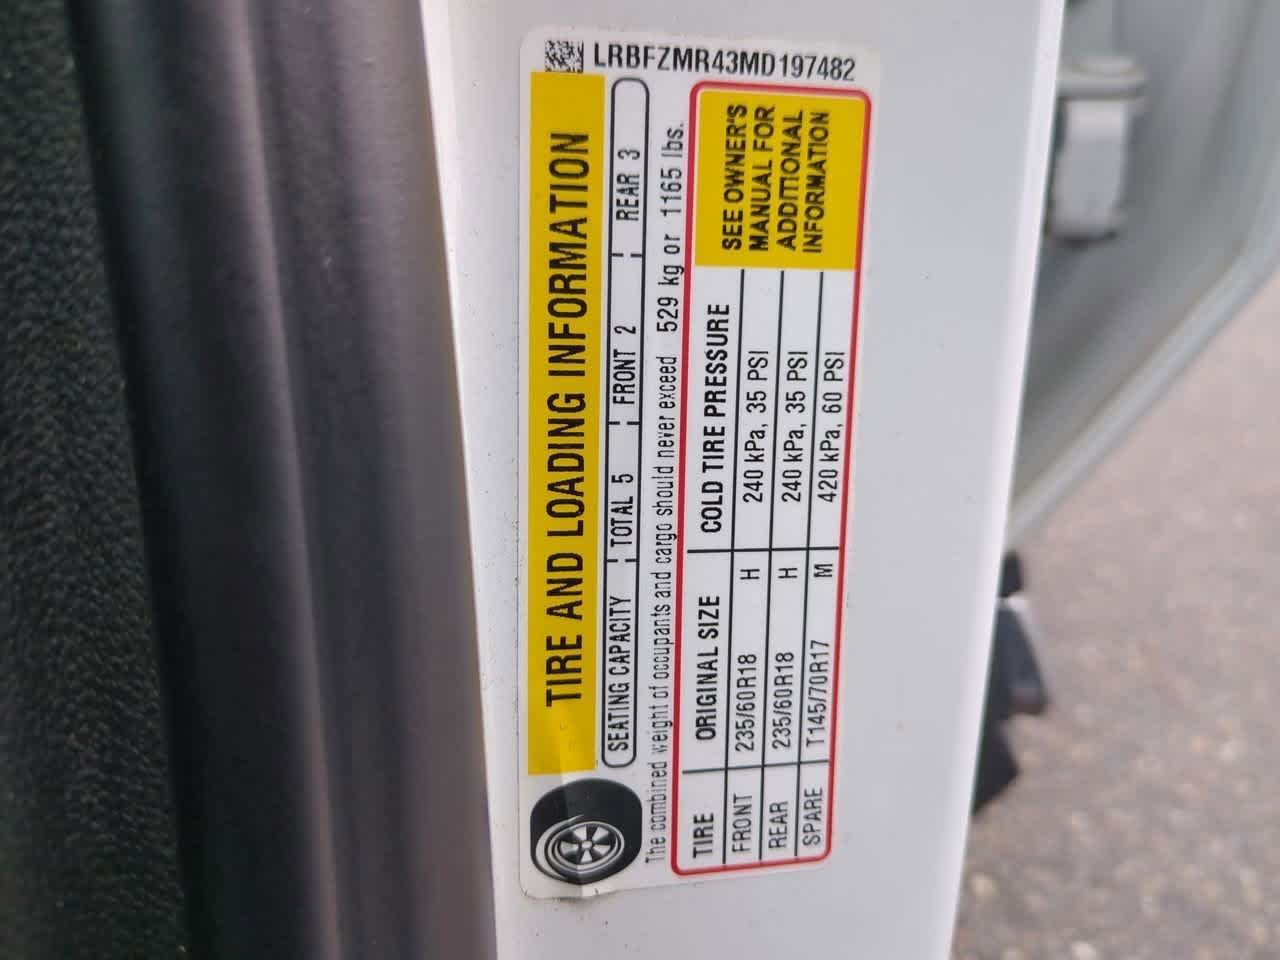 LRBFZMR43MD197482
TIRE AND LOADING INFORMATION
SEATING CAPACITY TOTAL 5 FRONT 2 REAR 3
The combined weight of occupants and cargo should never exceed 529 kg or 1165 lbs.
TIRE ORIGINAL SIZE COLD TIRE PRESSURE
FRONT 235/60R18 H 240 kPa, 35 PSI
REAR 235/60R18 H 240 kPa, 35 PSI
SPARE T145/70R17 M 420 kPa, 60 PSI
SEE OWNER'S
MANUAL FOR
ADDITIONAL
INFORMATION